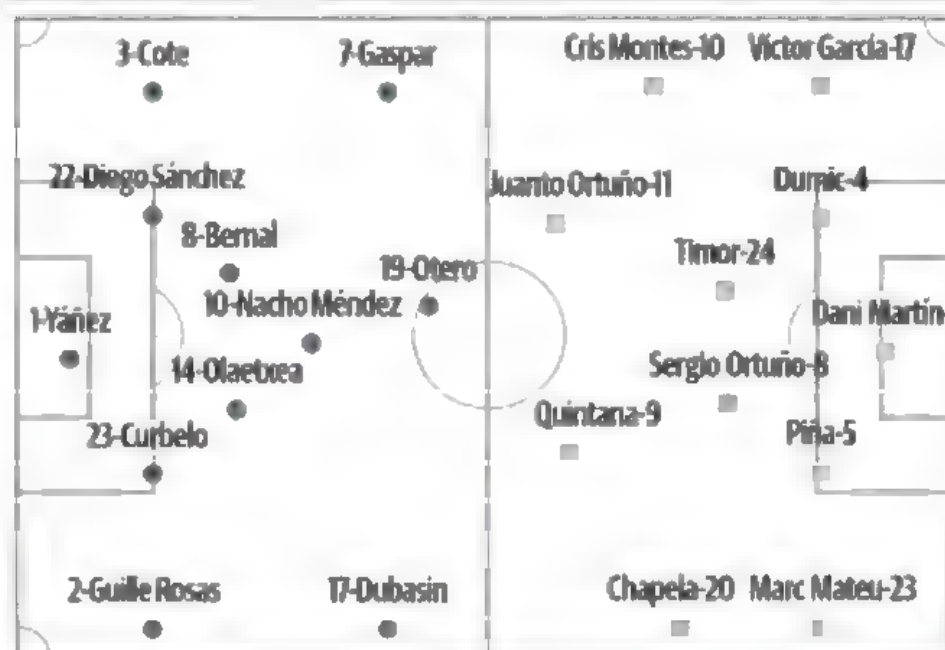 3-Cote
7-Gaspar
Cris Montes-10
Víctor García-17
22-Diego Sánchez
Juanto Ortuño-11
Dumic-4
8-Bernal
Timor-24
19-Otero
10-Nacho Méndez
1-Yáñez
Dani Martín-
14-Olaetxea
Sergio Ortuño-8
23-Curbelo
Quintana-9
Piña-5
2-Guille Rosas
17-Dubasin
Chapela-20
Marc Mateu-23